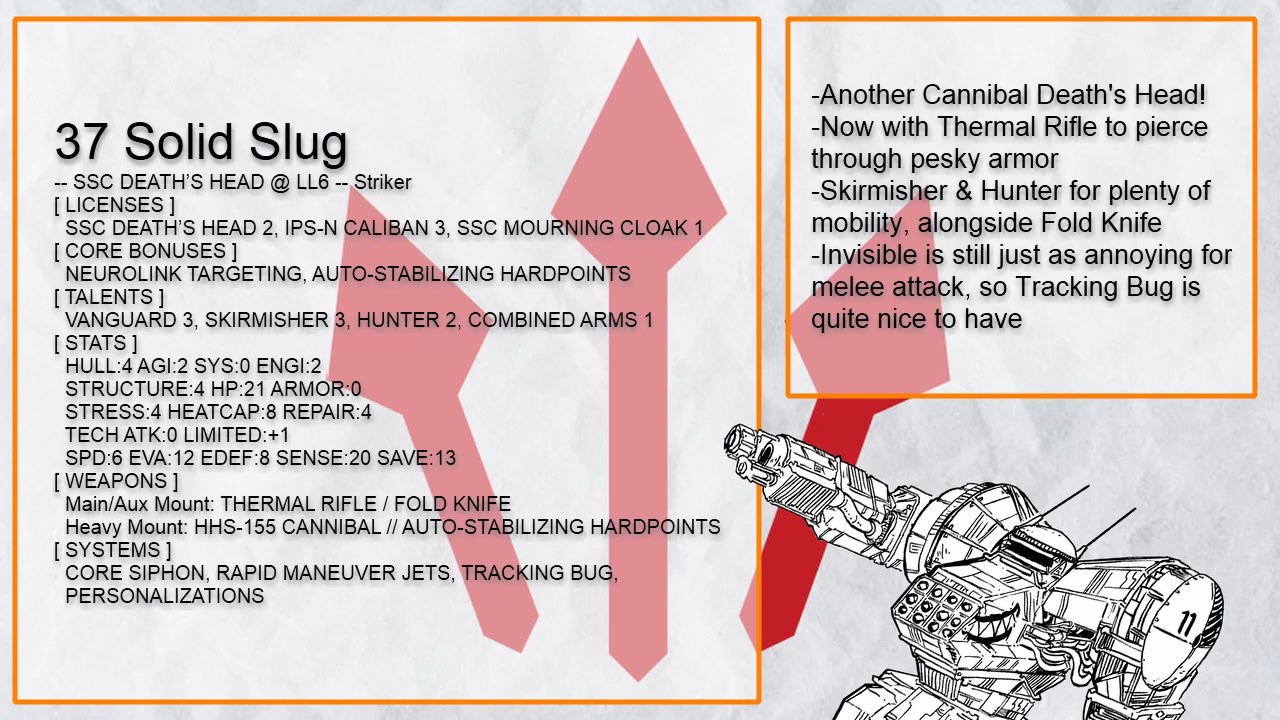 37 Solid Slug
-- SSC DEATH'S HEAD @ LL6 -- Striker
[ LICENSES ]
SSC DEATH'S HEAD 2, IPS-N CALIBAN 3, SSC MOURNING CLOAK 1
[ CORE BONUSES ]
NEUROLINK TARGETING, AUTO-STABILIZING HARDPOINTS
[ TALENTS ]
VANGUARD 3, SKIRMISHER 3, HUNTER 2, COMBINED ARMS 1
[ STATS ]
HULL:4 AGI:2 SYS:0 ENGI:2
STRUCTURE:4 HP:21 ARMOR:0
STRESS:4 HEATCAP:8 REPAIR:4
TECH ATK:0 LIMITED:+1
SPD:6 EVA:12 EDEF:8 SENSE:20 SAVE:13
[ WEAPONS ]
Main/Aux Mount: THERMAL RIFLE / FOLD KNIFE
Heavy Mount: HHS-155 CANNIBAL // AUTO-STABILIZING HARDPOINTS
[ SYSTEMS ]
CORE SIPHON, RAPID MANEUVER JETS, TRACKING BUG,
PERSONALIZATIONS
-Another Cannibal Death's Head!
-Now with Thermal Rifle to pierce
through pesky armor
-Skirmisher & Hunter for plenty of
mobility, alongside Fold Knife
-Invisible is still just as annoying for
melee attack, so Tracking Bug is
quite nice to have
11